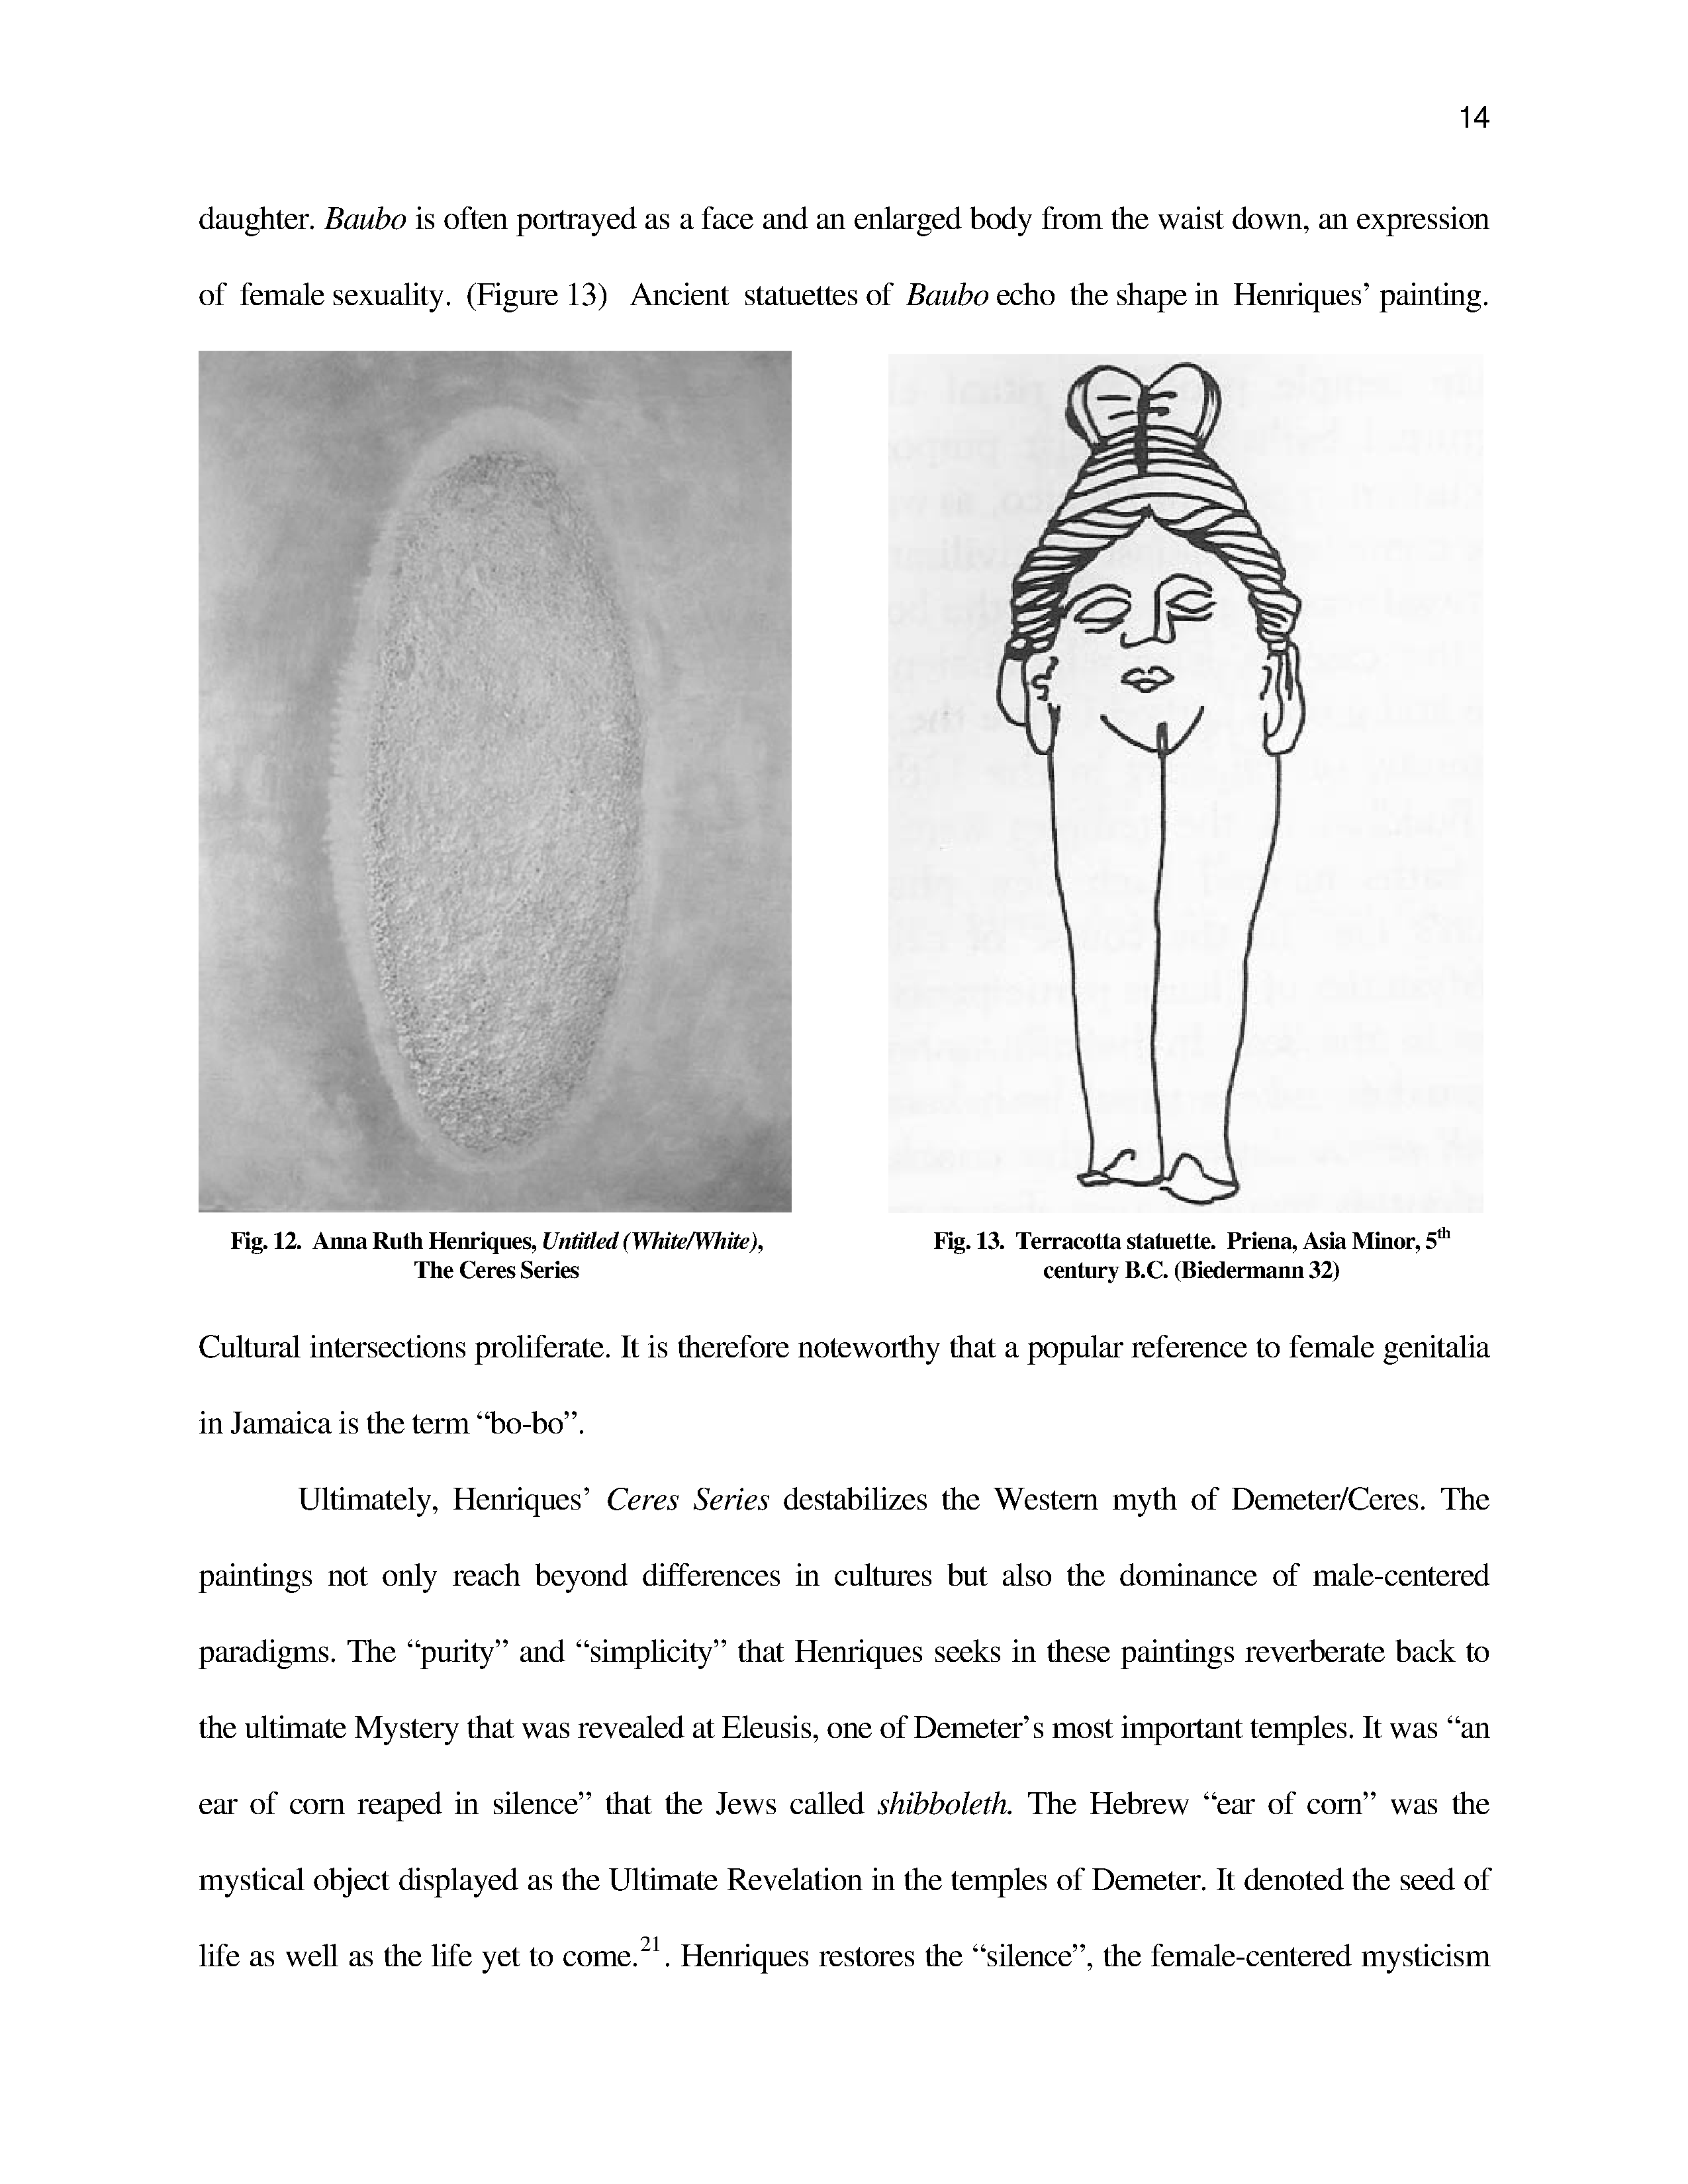 14
daughter. Baubo is often portrayed as a face and an enlarged body from the waist down, an expression
of female sexuality. (Figure 13) Ancient statuettes of Baubo echo the shape in Henriques’ painting.
Fig. 12. Anna Ruth Henriques, Untitled (White/White),
The Ceres Series
Fig. 13. Terracotta statuette. Priena, Asia Minor, 5th
century B.C. (Biedermann 32)
Cultural intersections proliferate. It is therefore noteworthy that a popular reference to female genitalia
in Jamaica is the term “bo-bo”.
Ultimately, Henriques’ Ceres Series destabilizes the Western myth of Demeter/Ceres. The
paintings not only reach beyond differences in cultures but also the dominance of male-centered
paradigms. The “purity” and “simplicity” that Henriques seeks in these paintings reverberate back to
the ultimate Mystery that was revealed at Eleusis, one of Demeter’s most important temples. It was “an
ear of corn reaped in silence” that the Jews called shibboleth. The Hebrew “ear of corn” was the
mystical object displayed as the Ultimate Revelation in the temples of Demeter. It denoted the seed of
life as well as the life yet to come.21. Henriques restores the “silence”, the female-centered mysticism